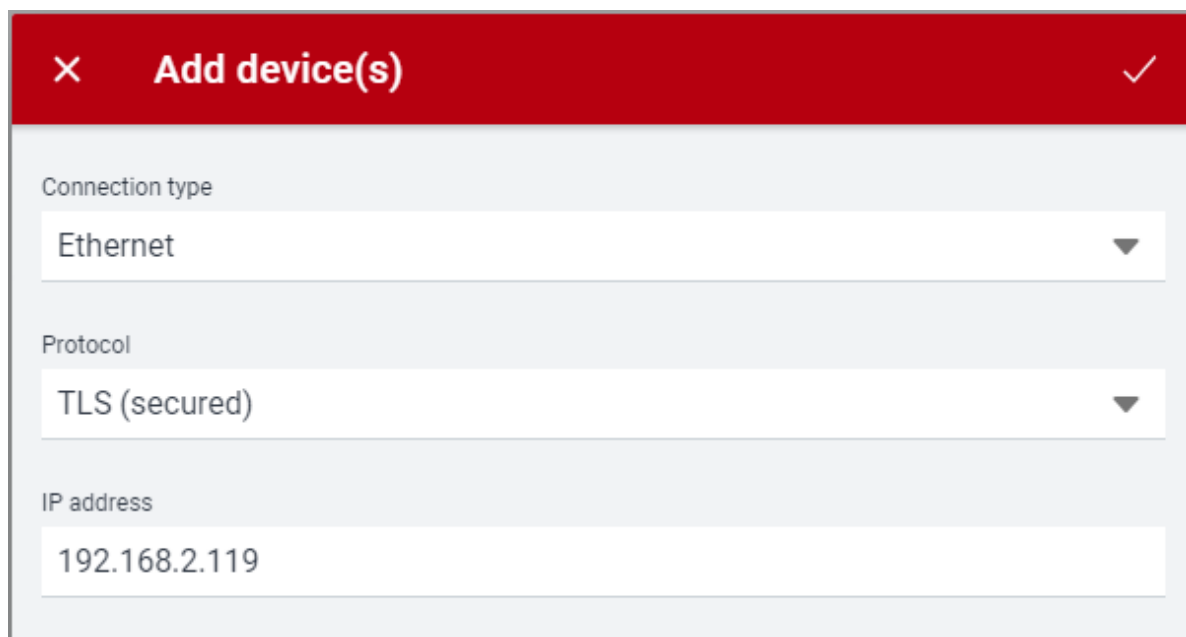 Add device(s)
Connection type
Ethernet
Protocol
TLS (secured)
IP address
192.168.2.119